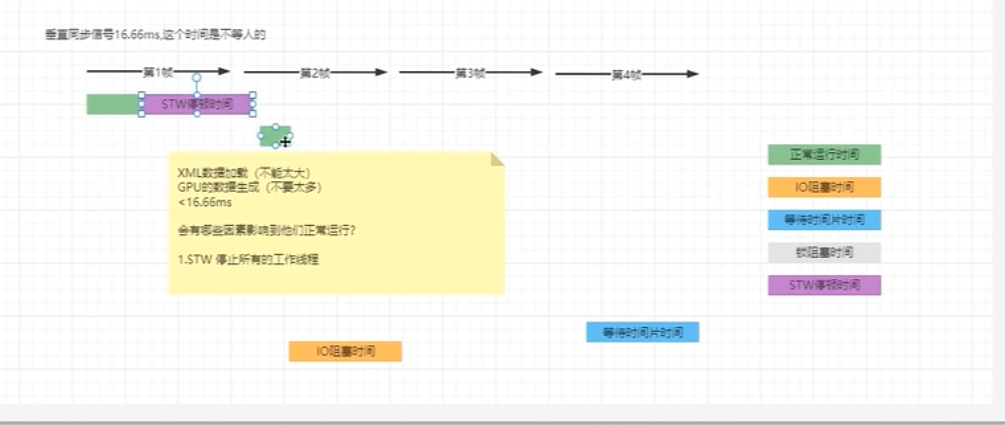 垂直同步信号16.66ms,这个时间是不等人的
第1帧
第2帧
第3帧
第4帧
STW停顿时间
XML数据加载（不能太大）
GPU的数据生成（不要太多）
<16.66ms
会有哪些因素影响到他们正常运行?
1.STW 停止所有的工作线程
正常运行时间
IO阻塞时间
等待时间片时间
锁阻塞时间
STW停顿时间
等待时间片时间
IO阻塞时间